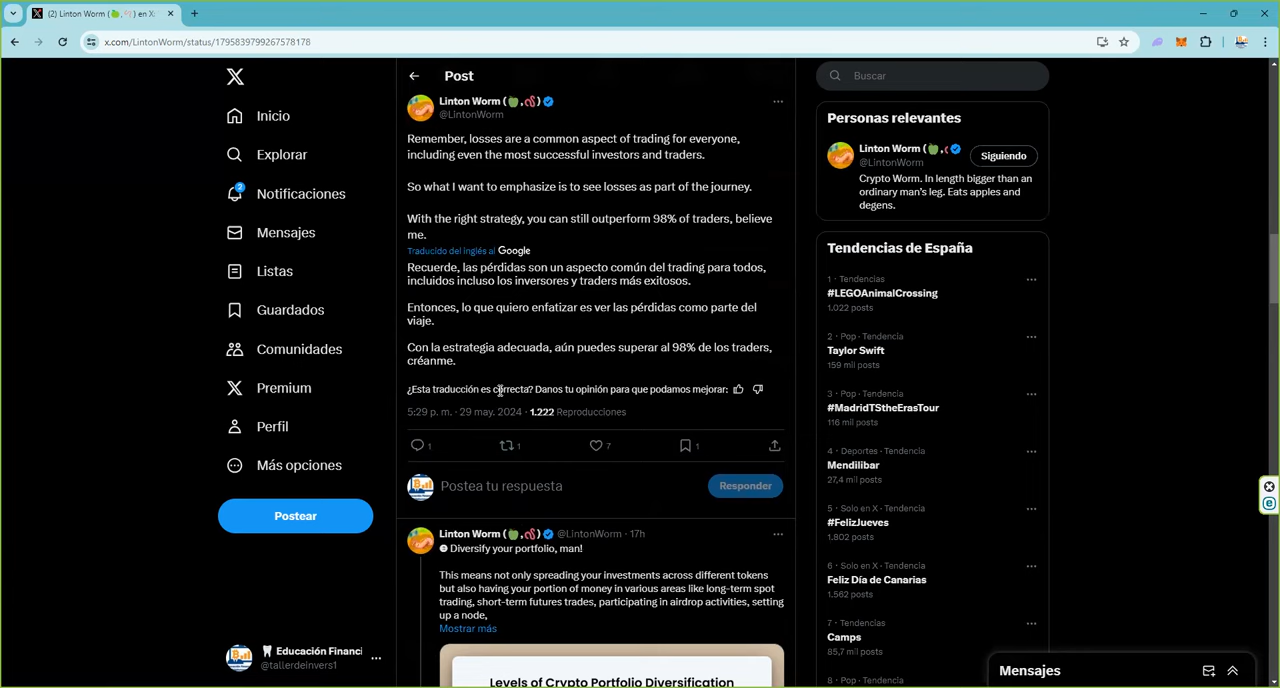 (2) Linton Worm (🍏,🪱) en X:
x.com/LintonWorm/status/1795839799267578178
Inicio
Explorar
2
Notificaciones
Mensajes
Listas
Guardados
Comunidades
Premium
Perfil
Más opciones
Postear
Educación Financi
@tallerdeinvers1
Post
Linton Worm (🍏,🪱)
@LintonWorm
Remember, losses are a common aspect of trading for everyone,
including even the most successful investors and traders.
So what I want to emphasize is to see losses as part of the journey.
With the right strategy, you can still outperform 98% of traders, believe
me.
Traducido del inglés al Google
Recuerde, las pérdidas son un aspecto común del trading para todos,
incluidos incluso los inversores y traders más exitosos.
Entonces, lo que quiero enfatizar es ver las pérdidas como parte del
viaje.
Con la estrategia adecuada, aún puedes superar al 98% de los traders,
créanme.
¿Esta traducción es correcta? Danos tu opinión para que podamos mejorar:
5:29 p. m. · 29 may. 2024 · 1.222 Reproducciones
1 1 7 1
Postea tu respuesta
Responder
Linton Worm (🍏,🪱) @LintonWorm · 17h
❶ Diversify your portfolio, man!
This means not only spreading your investments across different tokens
but also having your portion of money in various areas like long-term spot
trading, short-term futures trades, participating in airdrop activities, setting
up a node,
Mostrar más
Levels of Crypto Portfolio Diversification
Buscar
Personas relevantes
Linton Worm (🍏,
@LintonWorm
Siguiendo
Crypto Worm. In length bigger than an
ordinary man's leg. Eats apples and
degens.
Tendencias de España
1 · Tendencias
#LEGOAnimalCrossing
1.022 posts
2 · Pop · Tendencia
Taylor Swift
159 mil posts
3 · Pop · Tendencia
#MadridTStheErasTour
116 mil posts
4 · Deportes · Tendencia
Mendilibar
27,4 mil posts
5 · Solo en X · Tendencia
#FelizJueves
1.802 posts
6 · Solo en X · Tendencia
Feliz Día de Canarias
1.562 posts
7 · Tendencias
Camps
85,7 mil posts
8 · Pop · Tendencia
Mensajes